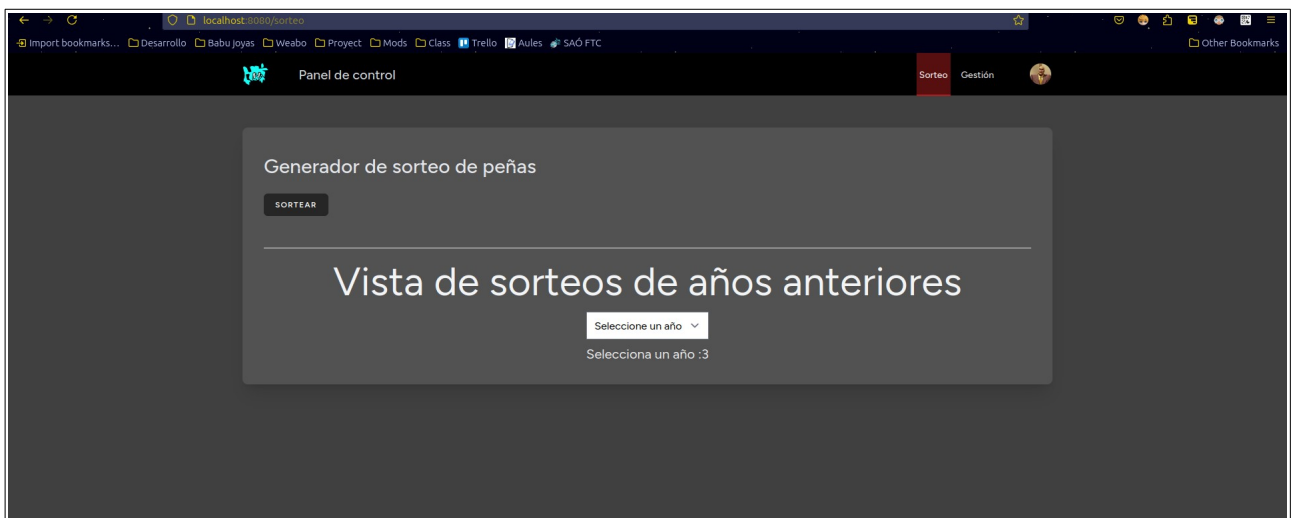 localhost:8080/sorteo
Import bookmarks... Desarrollo Babu Joyas Weabo Proyect Mods Class Trello Aules SAÓ FTC Other Bookmarks
Panel de control Sorteo Gestión
Generador de sorteo de peñas
SORTEAR
Vista de sorteos de años anteriores
Seleccione un año
Selecciona un año :3